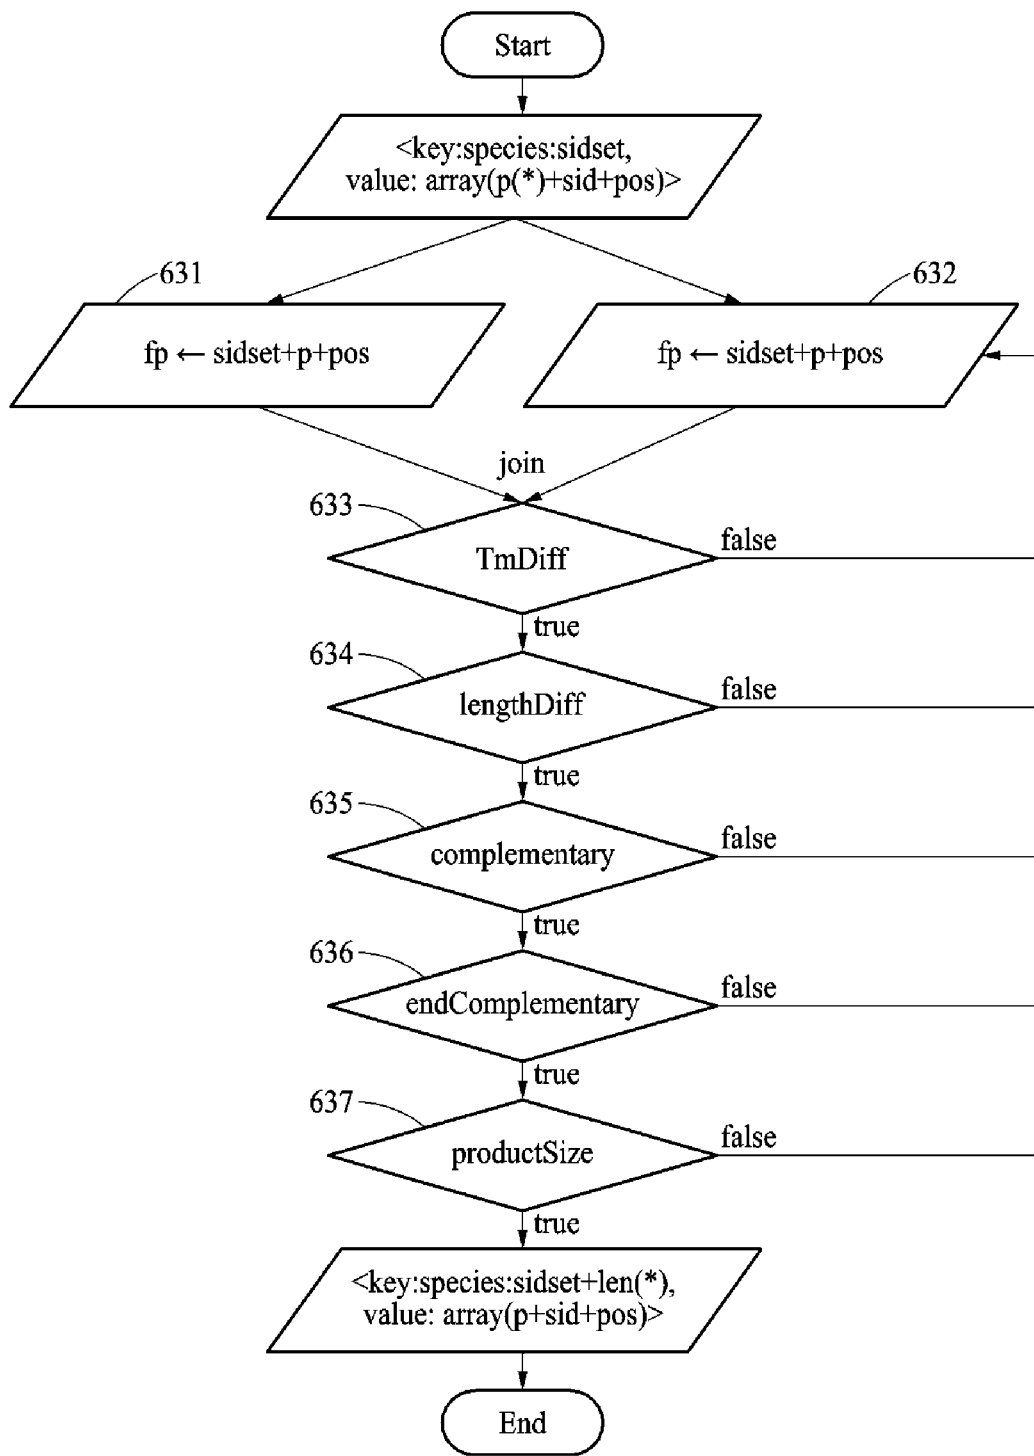 Start
<key:species:sidset,
value: array(p(*)+sid+pos)>
631
632
fp ← sidset+p+pos
fp ← sidset+p+pos
join
633
TmDiff
false
true
634
lengthDiff
false
true
635
complementary
false
true
636
endComplementary
false
true
637
productSize
false
true
<key:species:sidset+len(*),
value: array(p+sid+pos)>
End